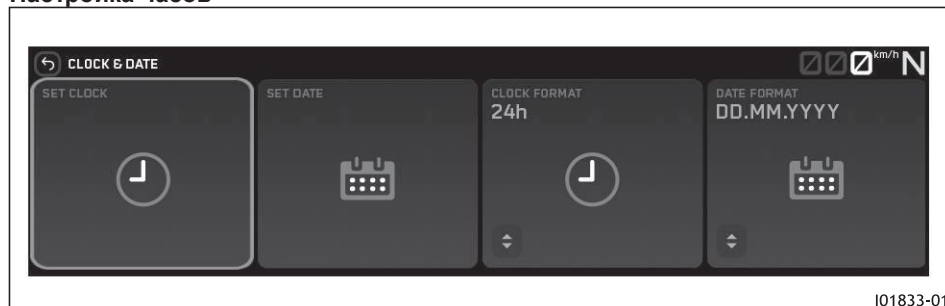 Настройка часов
CLOCK & DATE
000 km/h N
SET CLOCK
SET DATE
CLOCK FORMAT
24h
DATE FORMAT
DD.MM.YYYY
I01833-01